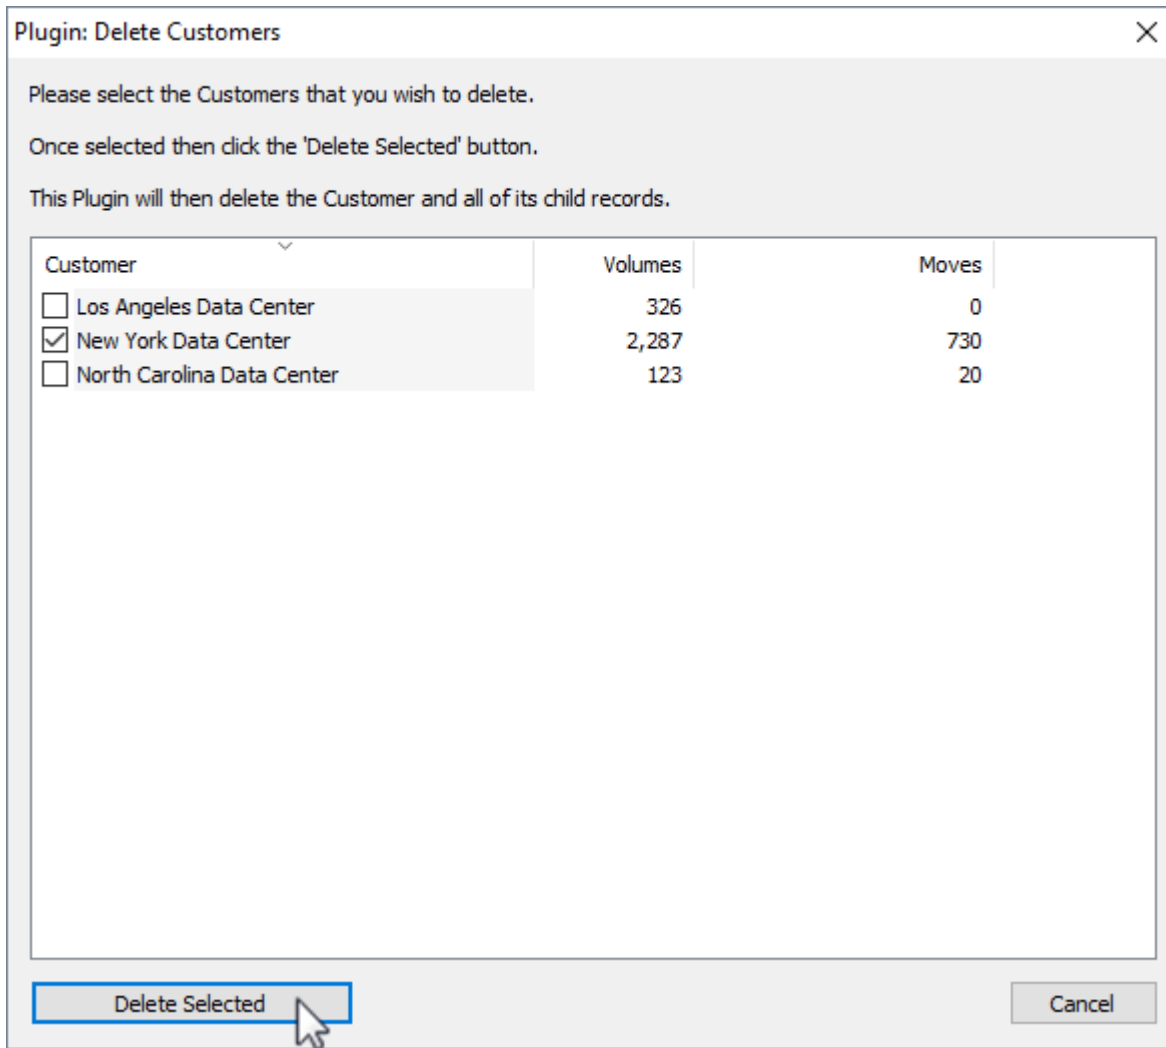 Plugin: Delete Customers
Please select the Customers that you wish to delete.
Once selected then click the 'Delete Selected' button.
This Plugin will then delete the Customer and all of its child records.
Customer Volumes Moves
Los Angeles Data Center 326 0
New York Data Center 2,287 730
North Carolina Data Center 123 20
Delete Selected Cancel